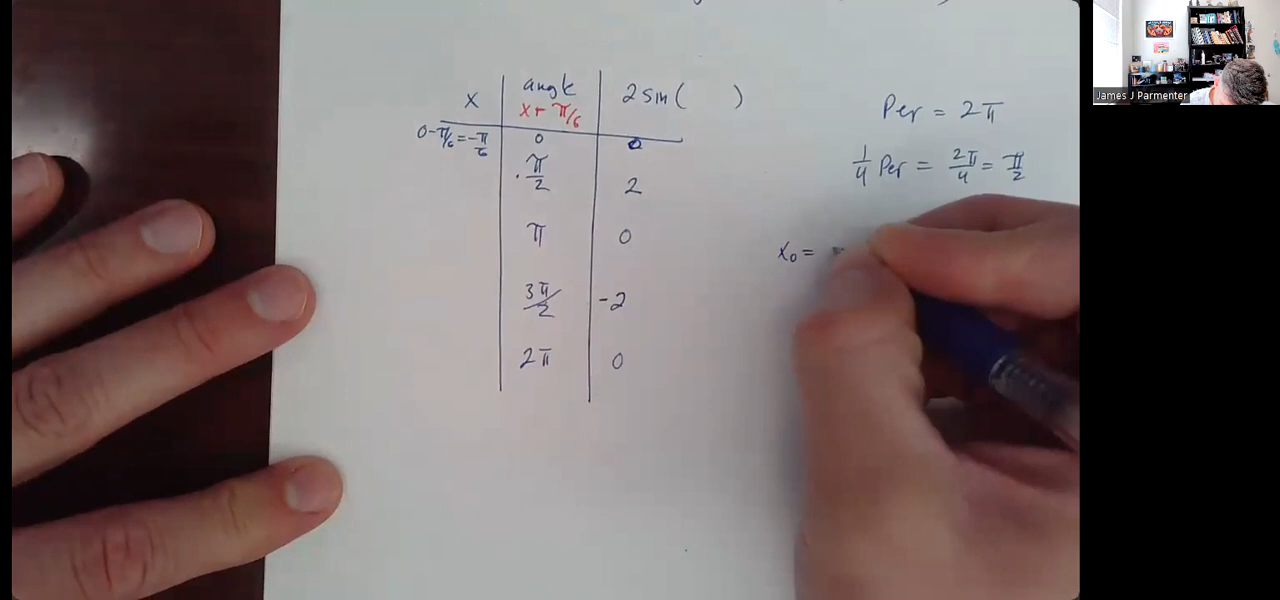 x angle 2 sin( )
x + π/6
0 - π/6 = -π/6 0 0
π/2 2
π 0
3π/2 -2
2π 0
Per = 2π
1/4 Per = 2π/4 = π/2
x₀ =
James J Parmenter